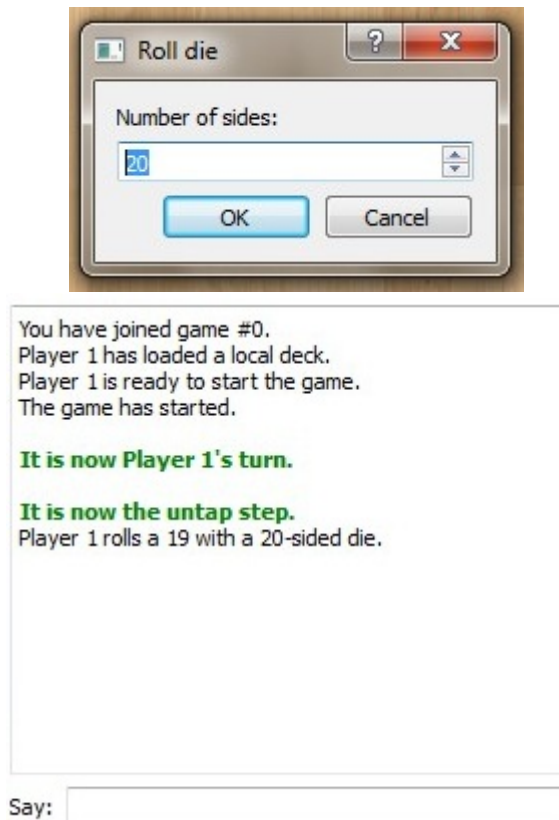 Roll die
Number of sides:
20
OK Cancel
You have joined game #0.
Player 1 has loaded a local deck.
Player 1 is ready to start the game.
The game has started.
It is now Player 1's turn.
It is now the untap step.
Player 1 rolls a 19 with a 20-sided die.
Say: